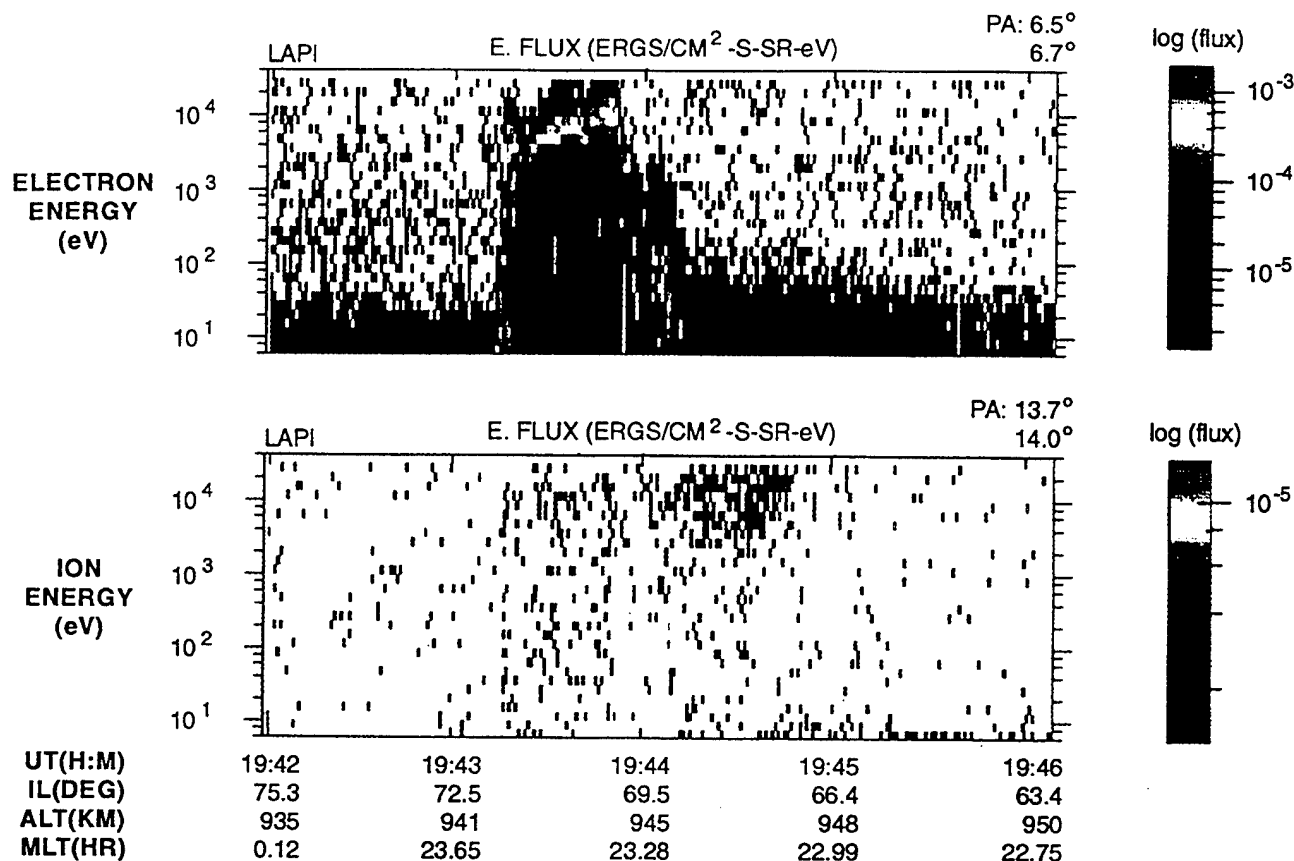 PA: 6.5°
LAPI E. FLUX (ERGS/CM² -S-SR-eV) 6.7°
log (flux)
10⁴
10³
10²
10¹
ELECTRON
ENERGY
(eV)
10⁻³
10⁻⁴
10⁻⁵
PA: 13.7°
LAPI E. FLUX (ERGS/CM² -S-SR-eV) 14.0°
log (flux)
10⁴
10³
10²
10¹
ION
ENERGY
(eV)
10⁻⁵
UT(H:M) 19:42 19:43 19:44 19:45 19:46
IL(DEG) 75.3 72.5 69.5 66.4 63.4
ALT(KM) 935 941 945 948 950
MLT(HR) 0.12 23.65 23.28 22.99 22.75